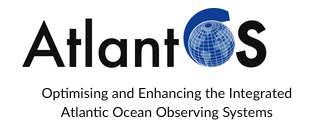 AtlantOS
Optimising and Enhancing the Integrated
Atlantic Ocean Observing Systems